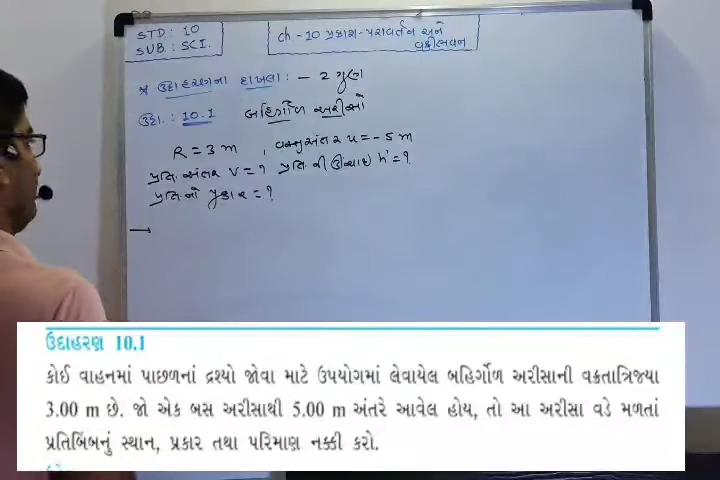 STD: 10
SUB: SCI.
ch - 10 પ્રકાશ-પરાવર્તન અને
વક્રીભવન
* ઉદાહરણના દાખલા: - 2 ગુણ
ઉદા.: 10.1 બહિર્ગોળ અરીસો
R = 3 m , વસ્તુઅંતર u = - 5 m
પ્રતિ.અંતર v = ? પ્રતિ.ની ઊંચાઇ h' = ?
પ્રતિ.નો પ્રકાર = ?
ઉદાહરણ 10.1
કોઈ વાહનમાં પાછળનાં દ્રશ્યો જોવા માટે ઉપયોગમાં લેવાયેલ બહિર્ગોળ અરીસાની વક્રતાત્રિજ્યા
3.00 m છે. જો એક બસ અરીસાથી 5.00 m અંતરે આવેલ હોય, તો આ અરીસા વડે મળતાં
પ્રતિબિંબનું સ્થાન, પ્રકાર તથા પરિમાણ નક્કી કરો.